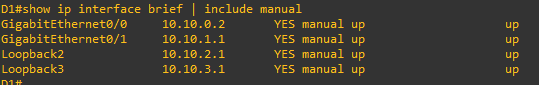 D1#show ip interface brief | include manual
GigabitEthernet0/0     10.10.0.2       YES manual up                    up
GigabitEthernet0/1     10.10.1.1       YES manual up                    up
Loopback2              10.10.2.1       YES manual up                    up
Loopback3              10.10.3.1       YES manual up                    up
D1#